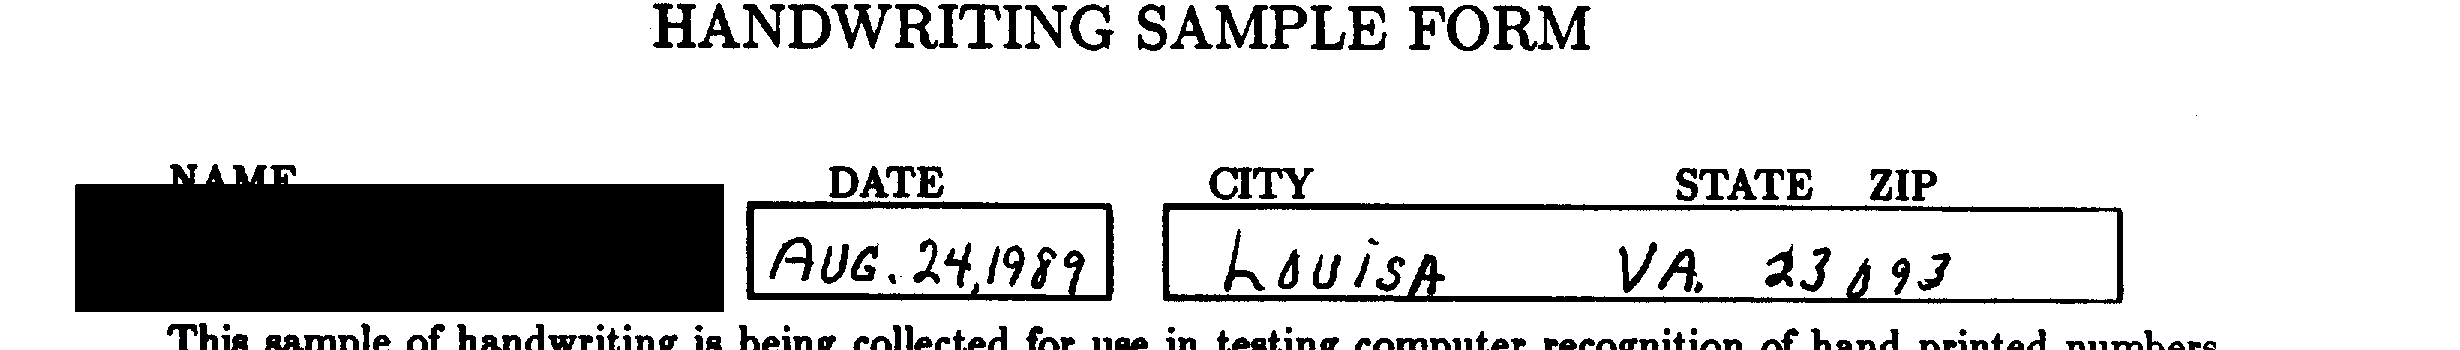 HANDWRITING SAMPLE FORM
NAME DATE CITY STATE ZIP
AUG. 24, 1989 LOUiSA VA. 23093
This sample of handwriting is being collected for use in testing computer recognition of hand printed numbers